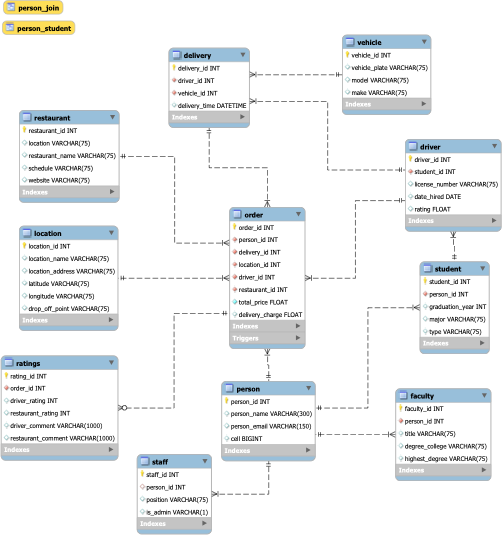 person_join
person_student
delivery
delivery_id INT
driver_id INT
vehicle_id INT
delivery_time DATETIME
Indexes
vehicle
vehicle_id INT
vehicle_plate VARCHAR(75)
model VARCHAR(75)
make VARCHAR(75)
Indexes
restaurant
restaurant_id INT
location VARCHAR(75)
restaurant_name VARCHAR(75)
schedule VARCHAR(75)
website VARCHAR(75)
Indexes
driver
driver_id INT
student_id INT
license_number VARCHAR(75)
date_hired DATE
rating FLOAT
Indexes
location
location_id INT
location_name VARCHAR(75)
location_address VARCHAR(75)
latitude VARCHAR(75)
longitude VARCHAR(75)
drop_off_point VARCHAR(75)
Indexes
order
order_id INT
person_id INT
delivery_id INT
location_id INT
driver_id INT
restaurant_id INT
total_price FLOAT
delivery_charge FLOAT
Indexes
Triggers
student
student_id INT
person_id INT
graduation_year INT
major VARCHAR(75)
type VARCHAR(75)
Indexes
ratings
rating_id INT
order_id INT
driver_rating INT
restaurant_rating INT
driver_comment VARCHAR(1000)
restaurant_comment VARCHAR(1000)
Indexes
person
person_id INT
person_name VARCHAR(300)
person_email VARCHAR(150)
cell BIGINT
Indexes
faculty
faculty_id INT
person_id INT
title VARCHAR(75)
degree_college VARCHAR(75)
highest_degree VARCHAR(75)
Indexes
staff
staff_id INT
person_id INT
position VARCHAR(75)
is_admin VARCHAR(1)
Indexes